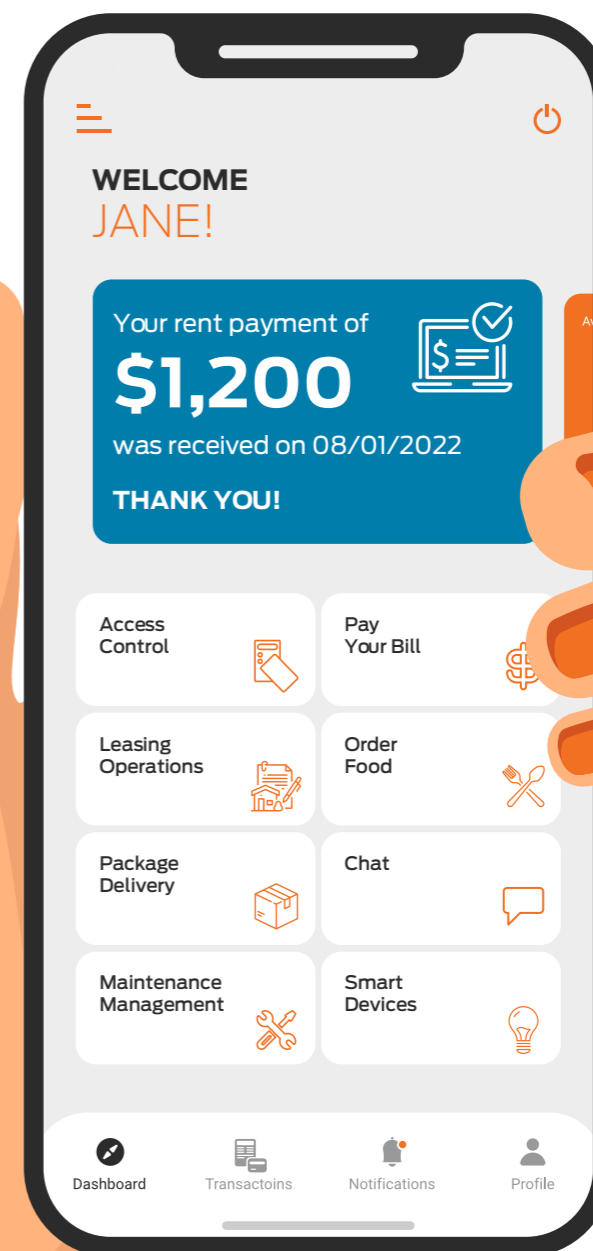 WELCOME
JANE!
Your rent payment of
$1,200
was received on 08/01/2022
THANK YOU!
Access
Control
Pay
Your Bill
Leasing
Operations
Order
Food
Package
Delivery
Chat
Maintenance
Management
Smart
Devices
Dashboard
Transactoins
Notifications
Profile